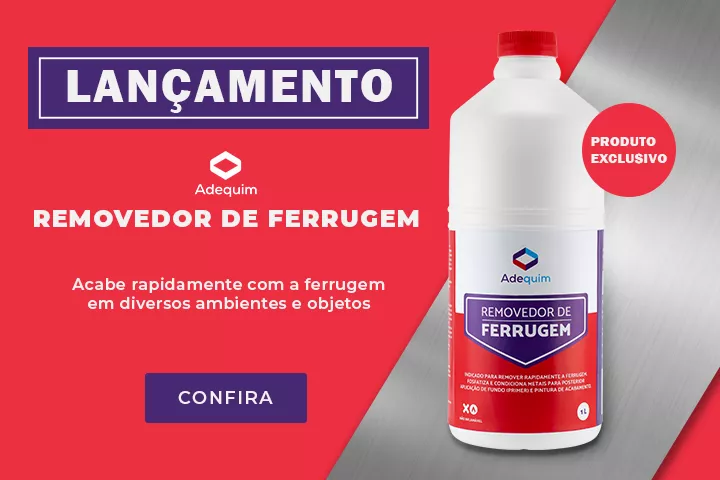 LANÇAMENTO
Adequim
REMOVEDOR DE FERRUGEM
Acabe rapidamente com a ferrugem
em diversos ambientes e objetos
CONFIRA
PRODUTO
EXCLUSIVO
Adequim
REMOVEDOR DE
FERRUGEM
INDICADO PARA REMOVER RAPIDAMENTE A FERRUGEM.
FOSFATIZA E CONDICIONA METAIS PARA POSTERIOR
APLICAÇÃO DE FUNDO (PRIMER) E PINTURA DE ACABAMENTO.
1 L